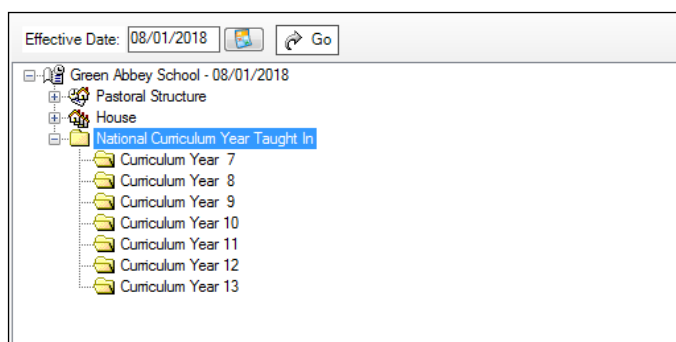 Effective Date: 08/01/2018 Go
Green Abbey School - 08/01/2018
Pastoral Structure
House
National Curriculum Year Taught In
Curriculum Year 7
Curriculum Year 8
Curriculum Year 9
Curriculum Year 10
Curriculum Year 11
Curriculum Year 12
Curriculum Year 13